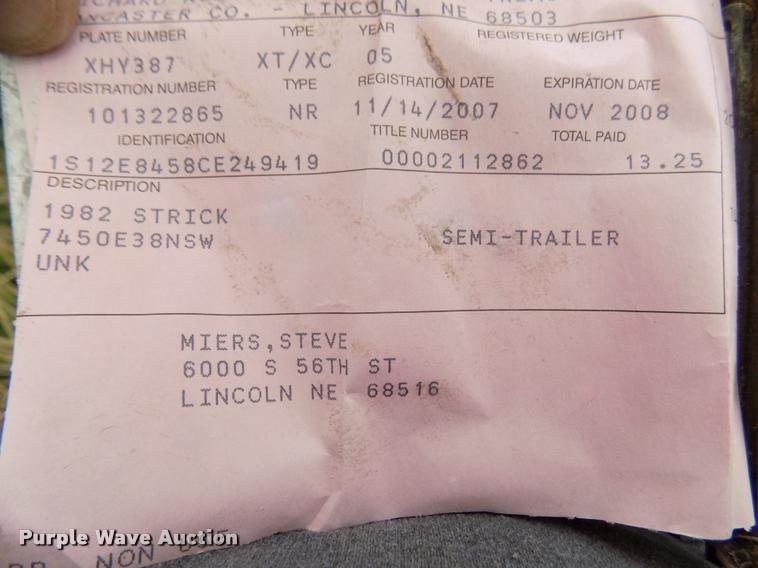 CASTER CO. - LINCOLN, NE 68503
PLATE NUMBER TYPE YEAR REGISTERED WEIGHT
XHY387 XT/XC 05
REGISTRATION NUMBER TYPE REGISTRATION DATE EXPIRATION DATE
101322865 NR 11/14/2007 NOV 2008
IDENTIFICATION TITLE NUMBER TOTAL PAID
1S12E8458CE249419 00002112862 13.25
DESCRIPTION
1982 STRICK
7450E38NSW SEMI-TRAILER
UNK
MIERS,STEVE
6000 S 56TH ST
LINCOLN NE 68516
NON
Purple Wave Auction